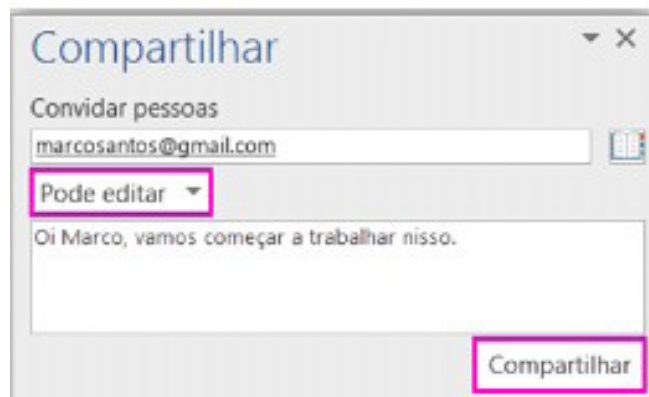 Compartilhar
Convidar pessoas
marcosantos@gmail.com
Pode editar
Oi Marco, vamos começar a trabalhar nisso.
Compartilhar